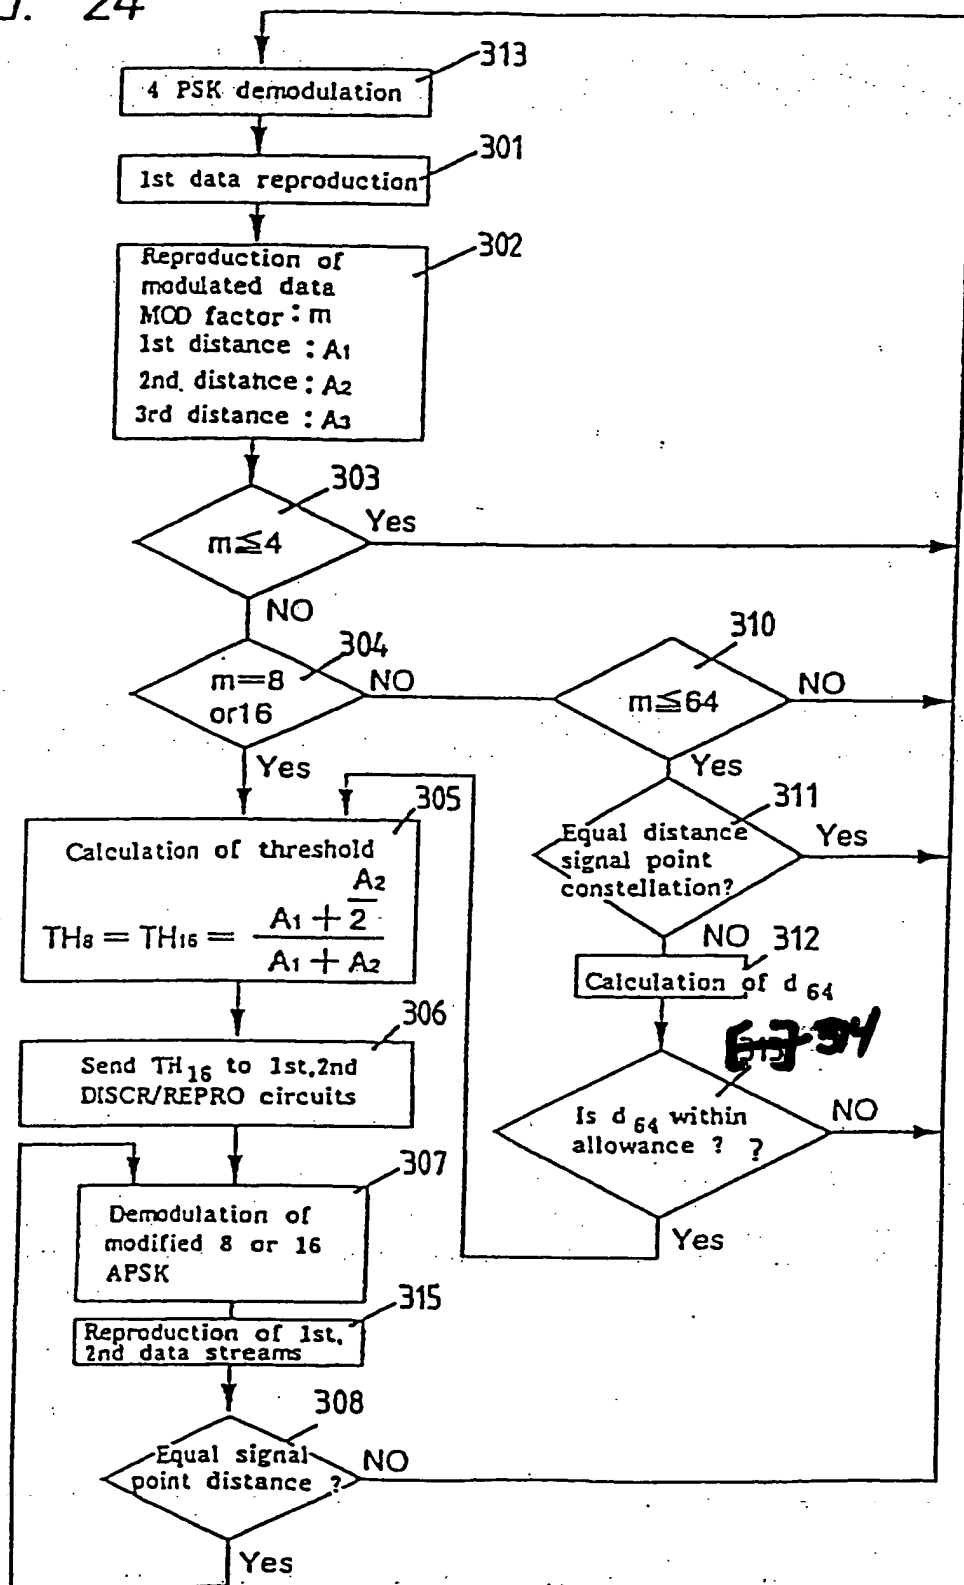 24
313
4 PSK demodulation
301
1st data reproduction
302
Reproduction of
modulated data
MOD factor : m
1st distance : A1
2nd. distance : A2
3rd distance : A3
303
m≦4
Yes
NO
304
m=8
or16
NO
Yes
310
m≦64
NO
Yes
311
Equal distance
signal point
constellation?
Yes
NO
312
Calculation of d64
314
Is d64 within
allowance ? ?
NO
Yes
305
Calculation of threshold
TH8 = TH16 = (A1 + A2/2) / (A1 + A2)
306
Send TH16 to 1st,2nd
DISCR/REPRO circuits
307
Demodulation of
modified 8 or 16
APSK
315
Reproduction of 1st,
2nd data streams
308
Equal signal
point distance ?
NO
Yes